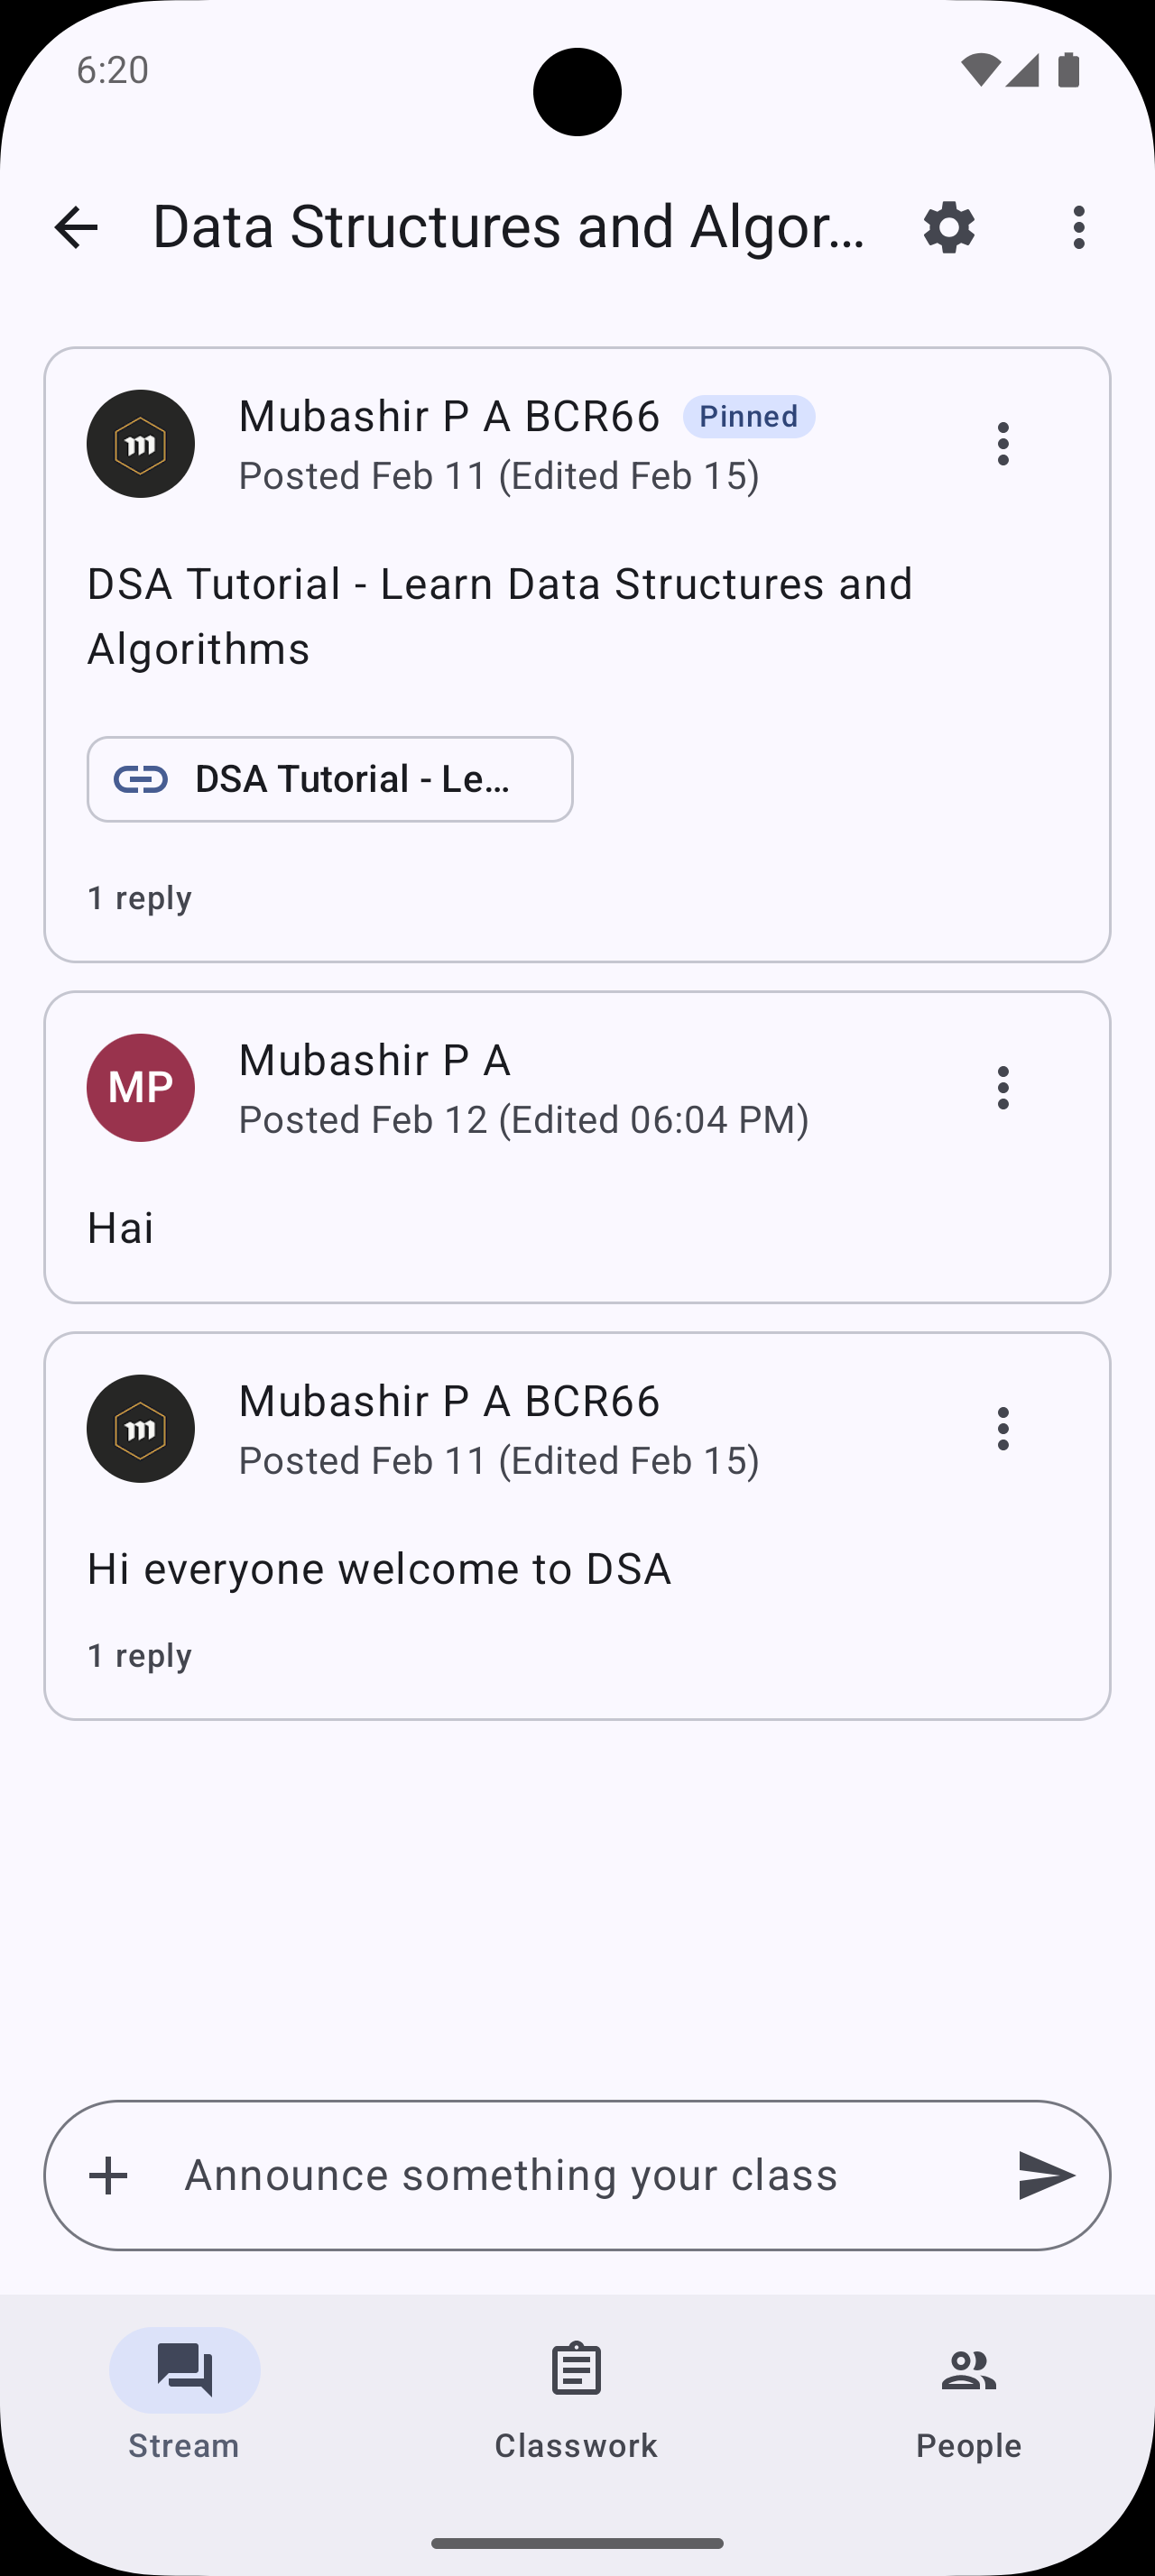 6:20
Data Structures and Algor...
m
Mubashir P A BCR66 Pinned
Posted Feb 11 (Edited Feb 15)
DSA Tutorial - Learn Data Structures and
Algorithms
DSA Tutorial - Le...
1 reply
MP
Mubashir P A
Posted Feb 12 (Edited 06:04 PM)
Hai
m
Mubashir P A BCR66
Posted Feb 11 (Edited Feb 15)
Hi everyone welcome to DSA
1 reply
Announce something your class
Stream
Classwork
People